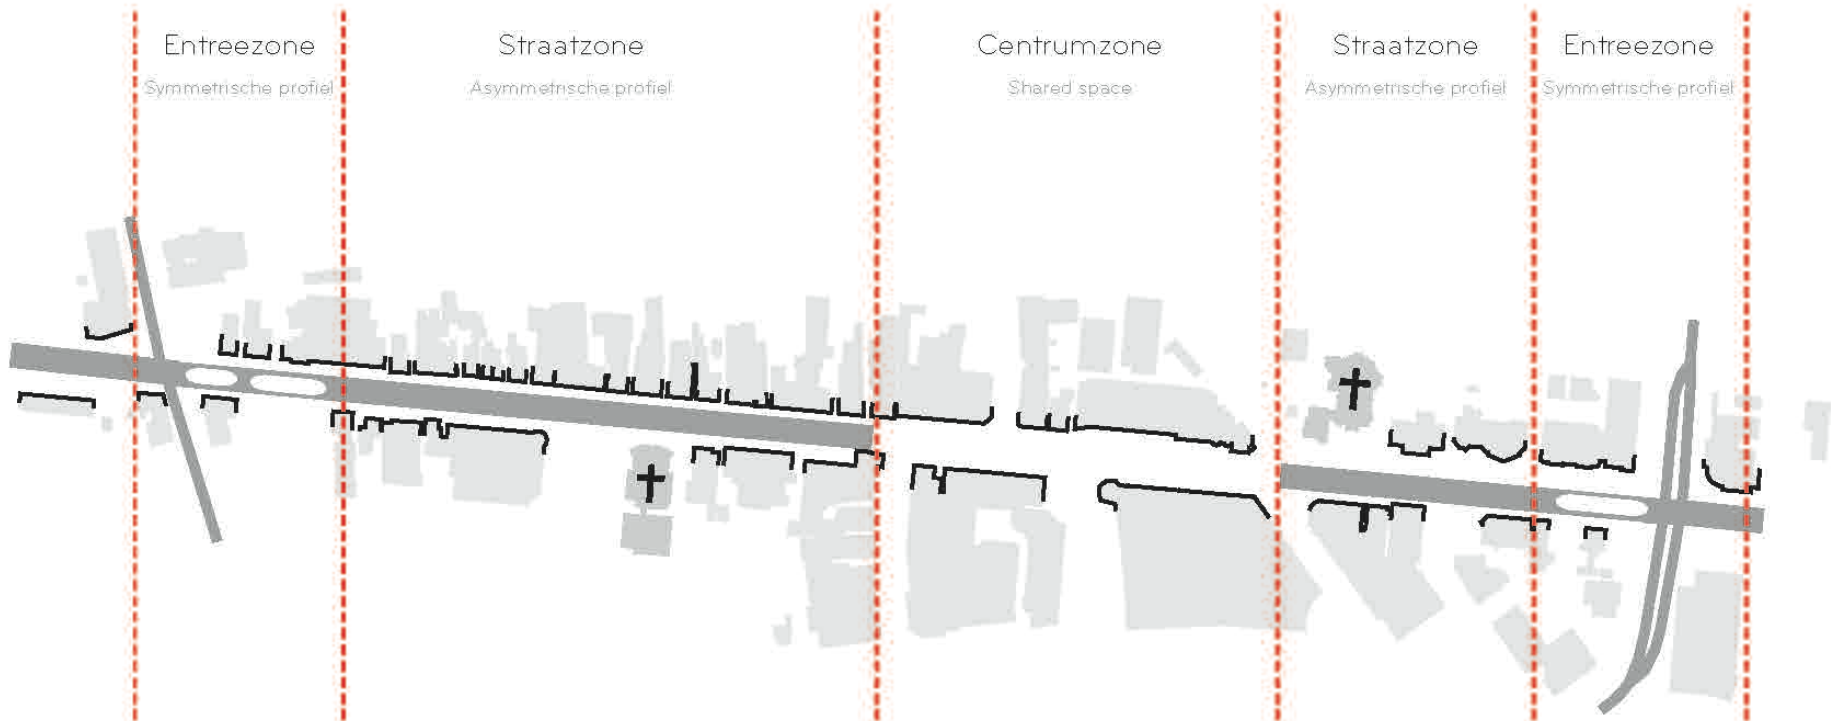 Entreezone
Symmetrische profiel
Straatzone
Asymmetrische profiel
Centrumzone
Shared space
Straatzone
Asymmetrische profiel
Entreezone
Symmetrische profiel